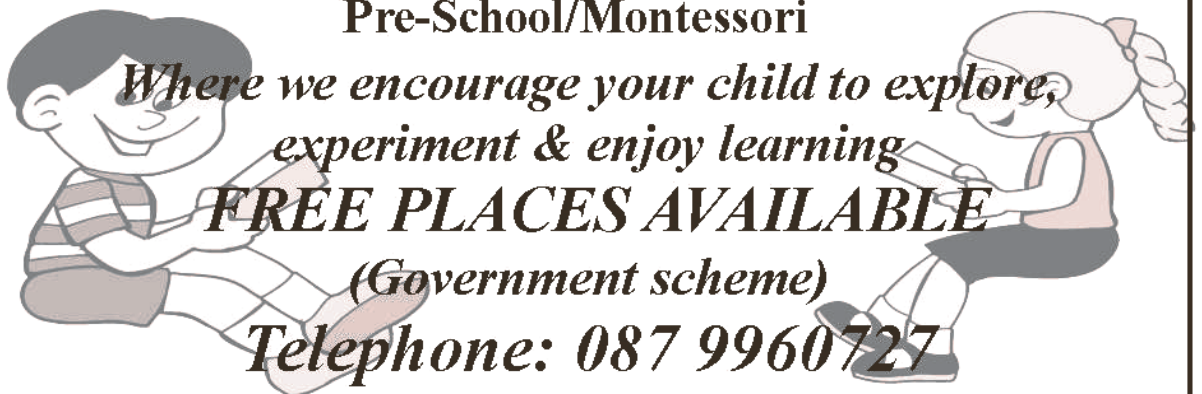 Pre-School/Montessori
Where we encourage your child to explore,
experiment & enjoy learning
FREE PLACES AVAILABLE
(Government scheme)
Telephone: 087 9960727